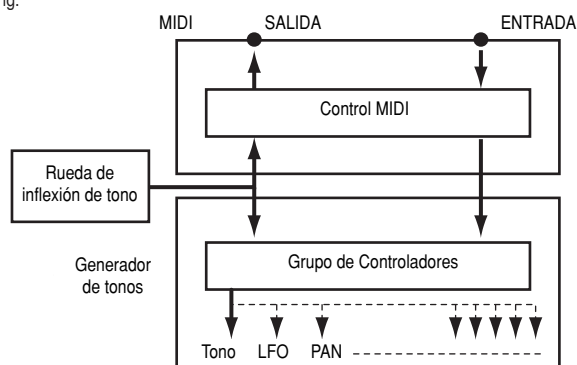 ng.
MIDI SALIDA ENTRADA
Control MIDI
Rueda de
inflexión de tono
Grupo de Controladores
Generador
de tonos
Tono LFO PAN